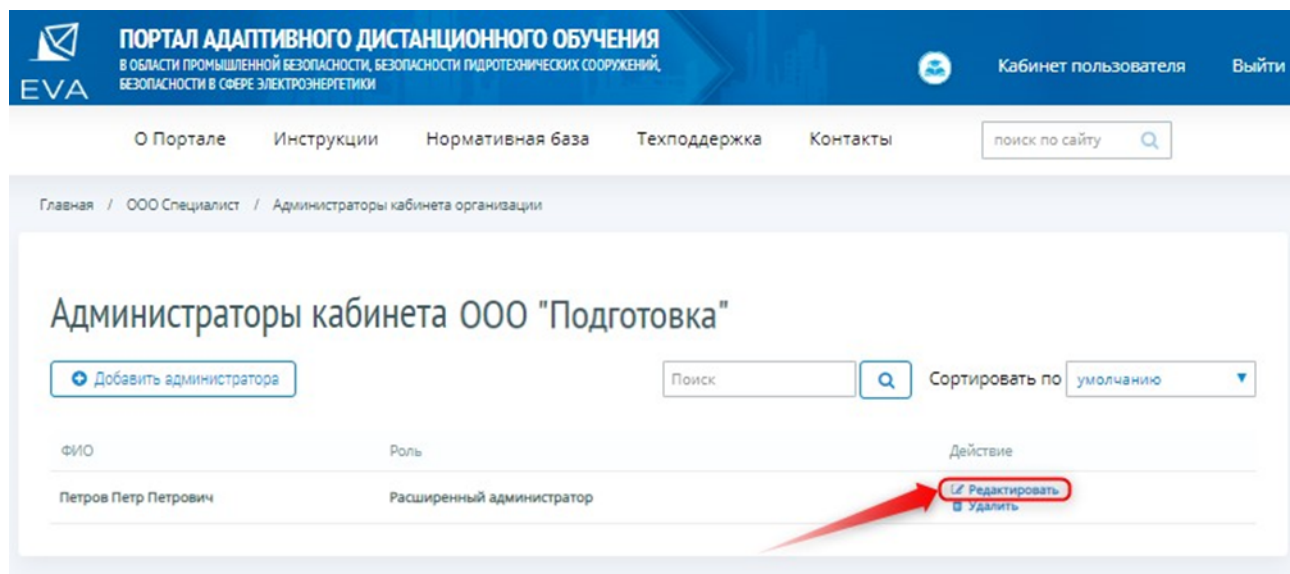 ПОРТАЛ АДАПТИВНОГО ДИСТАНЦИОННОГО ОБУЧЕНИЯ
В ОБЛАСТИ ПРОМЫШЛЕННОЙ БЕЗОПАСНОСТИ, БЕЗОПАСНОСТИ ГИДРОТЕХНИЧЕСКИХ СООРУЖЕНИЙ,
БЕЗОПАСНОСТИ В СФЕРЕ ЭЛЕКТРОЭНЕРГЕТИКИ
EVA
Кабинет пользователя Выйти
О Портале Инструкции Нормативная база Техподдержка Контакты поиск по сайту
Главная / ООО Специалист / Администраторы кабинета организации
Администраторы кабинета ООО "Подготовка"
Добавить администратора Поиск Сортировать по умолчанию
ФИО Роль Действие
Петров Петр Петрович Расширенный администратор Редактировать
Удалить